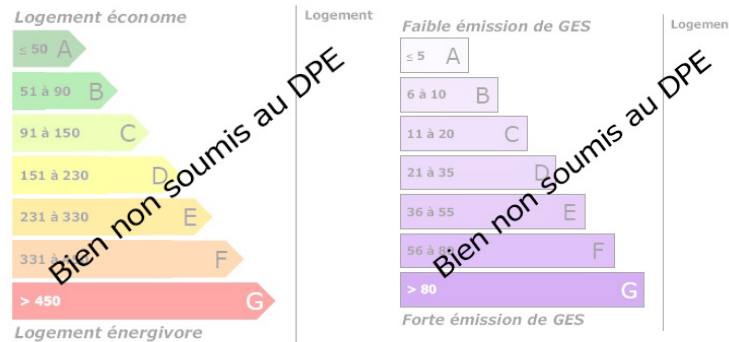 Logement économe
Logement
≤ 50 A
51 à 90 B
91 à 150 C
151 à 230 D
231 à 330 E
331 à F
> 450 G
Logement énergivore
Bien non soumis au DPE
Faible émission de GES
Logemen
≤ 5 A
6 à 10 B
11 à 20 C
21 à 35 D
36 à 55 E
56 à 80 F
> 80 G
Forte émission de GES
Bien non soumis au DPE